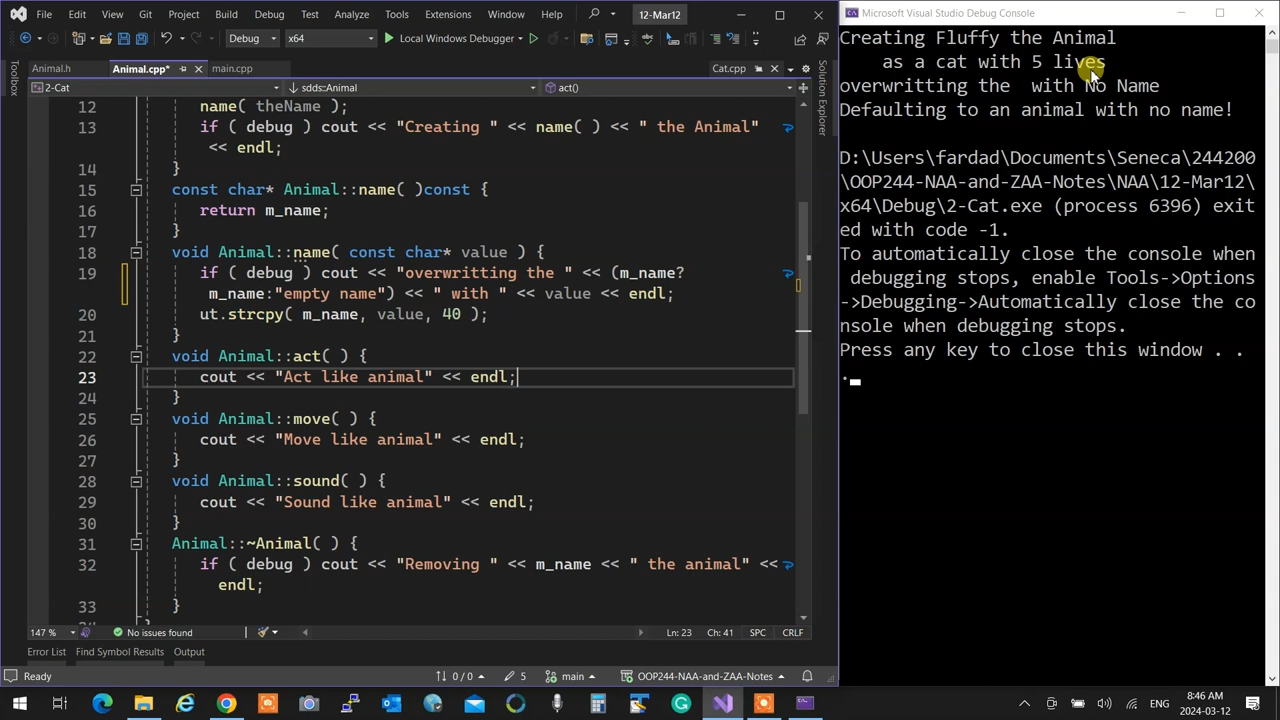 File Edit View Git Project Build Debug Test Analyze Tools Extensions Window Help 12-Mar12
Debug x64 Local Windows Debugger
Toolbox
Solution Explorer
Animal.h Animal.cpp* main.cpp Cat.cpp
2-Cat sdds::Animal act()
12 name( theName );
13 if ( debug ) cout << "Creating " << name( ) << " the Animal"
<< endl;
14 }
15 const char* Animal::name( )const {
16 return m_name;
17 }
18 void Animal::name( const char* value ) {
19 if ( debug ) cout << "overwritting the " << (m_name?
m_name:"empty name") << " with " << value << endl;
20 ut.strcpy( m_name, value, 40 );
21 }
22 void Animal::act( ) {
23 cout << "Act like animal" << endl;
24 }
25 void Animal::move( ) {
26 cout << "Move like animal" << endl;
27 }
28 void Animal::sound( ) {
29 cout << "Sound like animal" << endl;
30 }
31 Animal::~Animal( ) {
32 if ( debug ) cout << "Removing " << m_name << " the animal" <<
endl;
33 }
147 % No issues found Ln: 23 Ch: 41 SPC CRLF
Error List Find Symbol Results Output
Ready 0 / 0 5 main OOP244-NAA-and-ZAA-Notes
Microsoft Visual Studio Debug Console
Creating Fluffy the Animal
as a cat with 5 lives
overwritting the  with No Name
Defaulting to an animal with no name!
D:\Users\fardad\Documents\Seneca\244200
\OOP244-NAA-and-ZAA-Notes\NAA\12-Mar12\
x64\Debug\2-Cat.exe (process 6396) exit
ed with code -1.
To automatically close the console when
debugging stops, enable Tools->Options
->Debugging->Automatically close the co
nsole when debugging stops.
Press any key to close this window . .
.
ENG 8:46 AM
2024-03-12